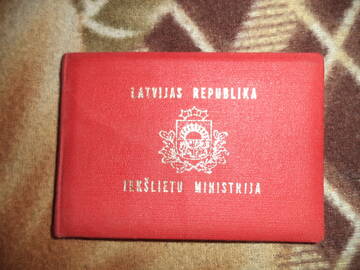 LATVIJAS REPUBLIKA
IEKŠLIETU MINISTRIJA